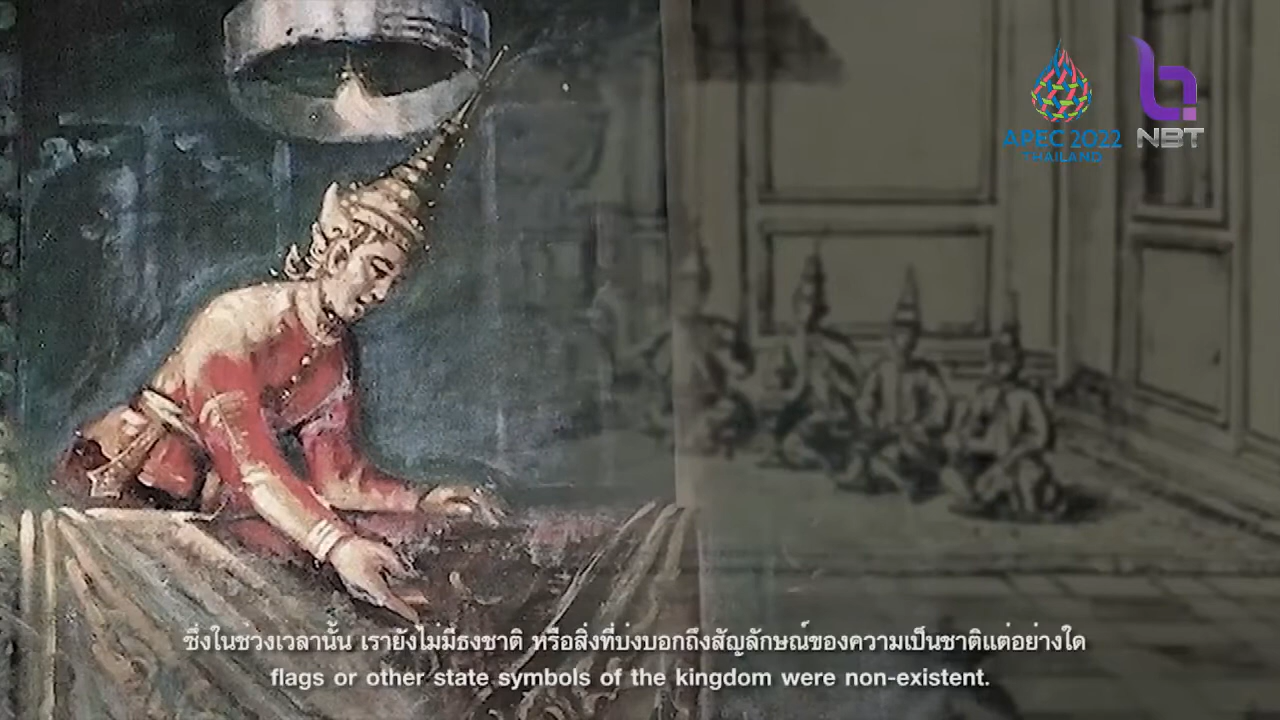 APEC 2022
THAILAND
NBT
ซึ่งในช่วงเวลานั้น เรายังไม่มีธงชาติ หรือสิ่งที่บ่งบอกถึงสัญลักษณ์ของความเป็นชาติแต่อย่างใด
flags or other state symbols of the kingdom were non-existent.